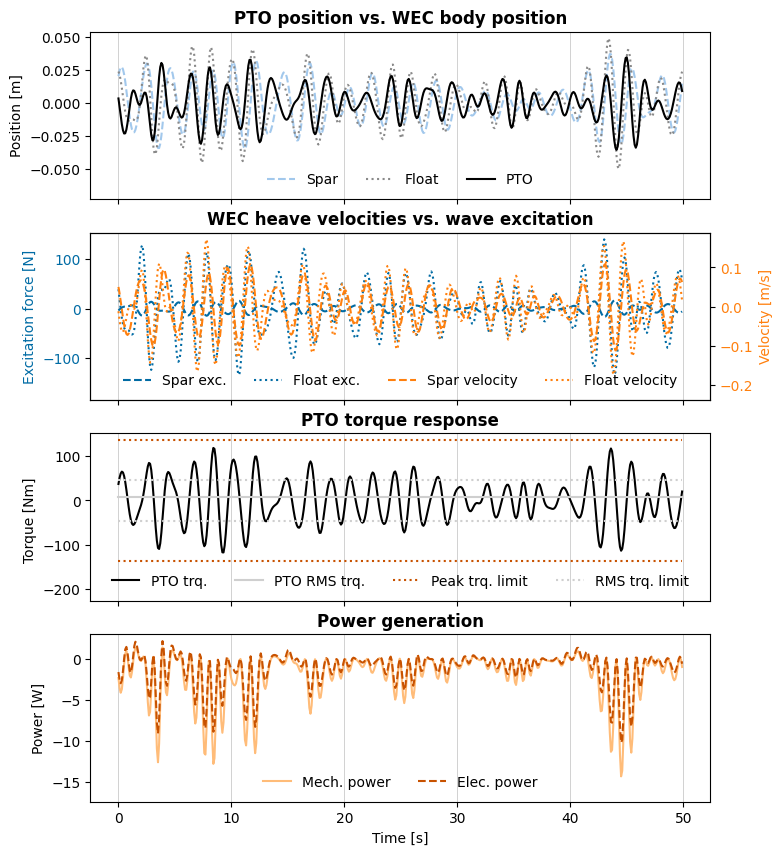 PTO position vs. WEC body position
0.050
0.025
0.000
−0.025
−0.050
Position [m]
Spar Float PTO
WEC heave velocities vs. wave excitation
100
0
−100
Excitation force [N]
0.1
0.0
−0.1
−0.2
Velocity [m/s]
Spar exc. Float exc. Spar velocity Float velocity
PTO torque response
100
0
−100
−200
Torque [Nm]
PTO trq. PTO RMS trq. Peak trq. limit RMS trq. limit
Power generation
0
−5
−10
−15
Power [W]
Mech. power Elec. power
0 10 20 30 40 50
Time [s]